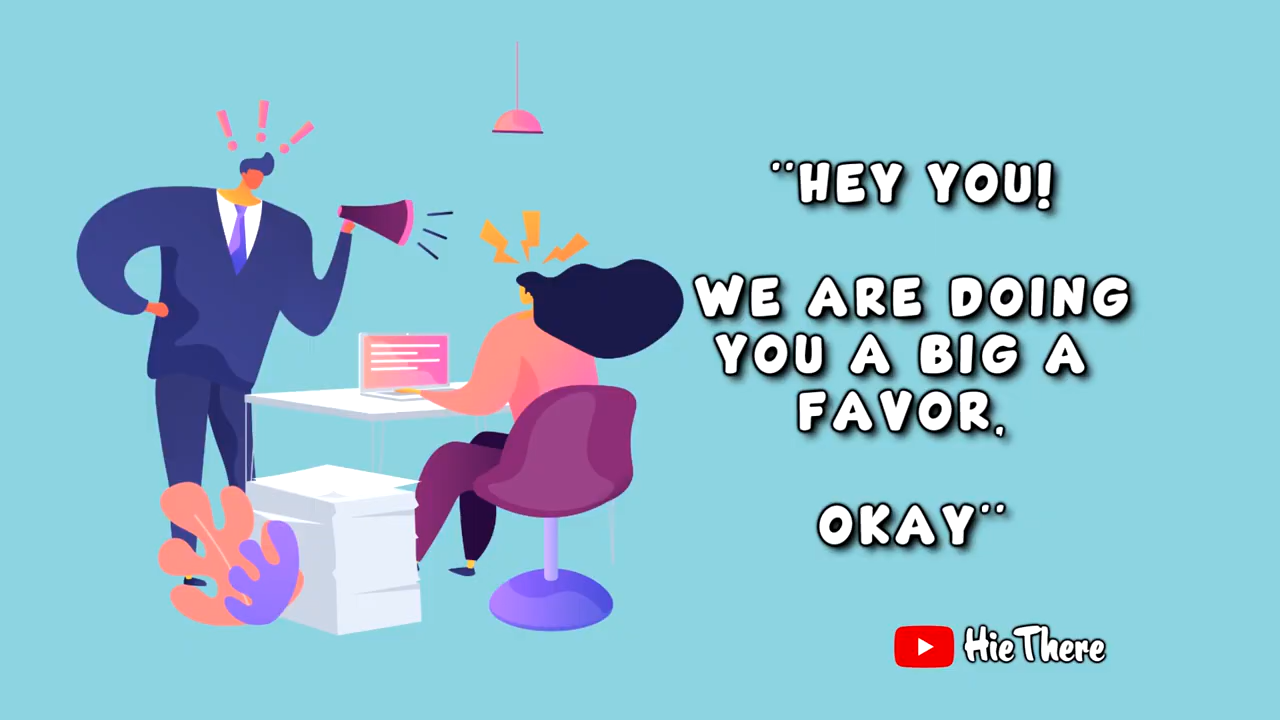 ¨HEY YOU!
WE ARE DOING
YOU A BIG A
FAVOR,
OKAY¨
HieThere